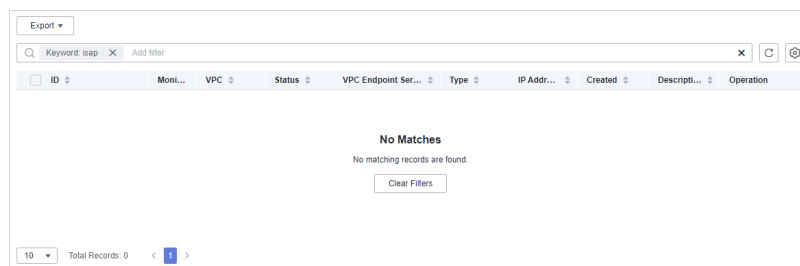 Export
Keyword: isap Add filter
ID Moni... VPC Status VPC Endpoint Ser... Type IP Addr... Created Descripti... Operation
No Matches
No matching records are found.
Clear Filters
10 Total Records: 0 < 1 >